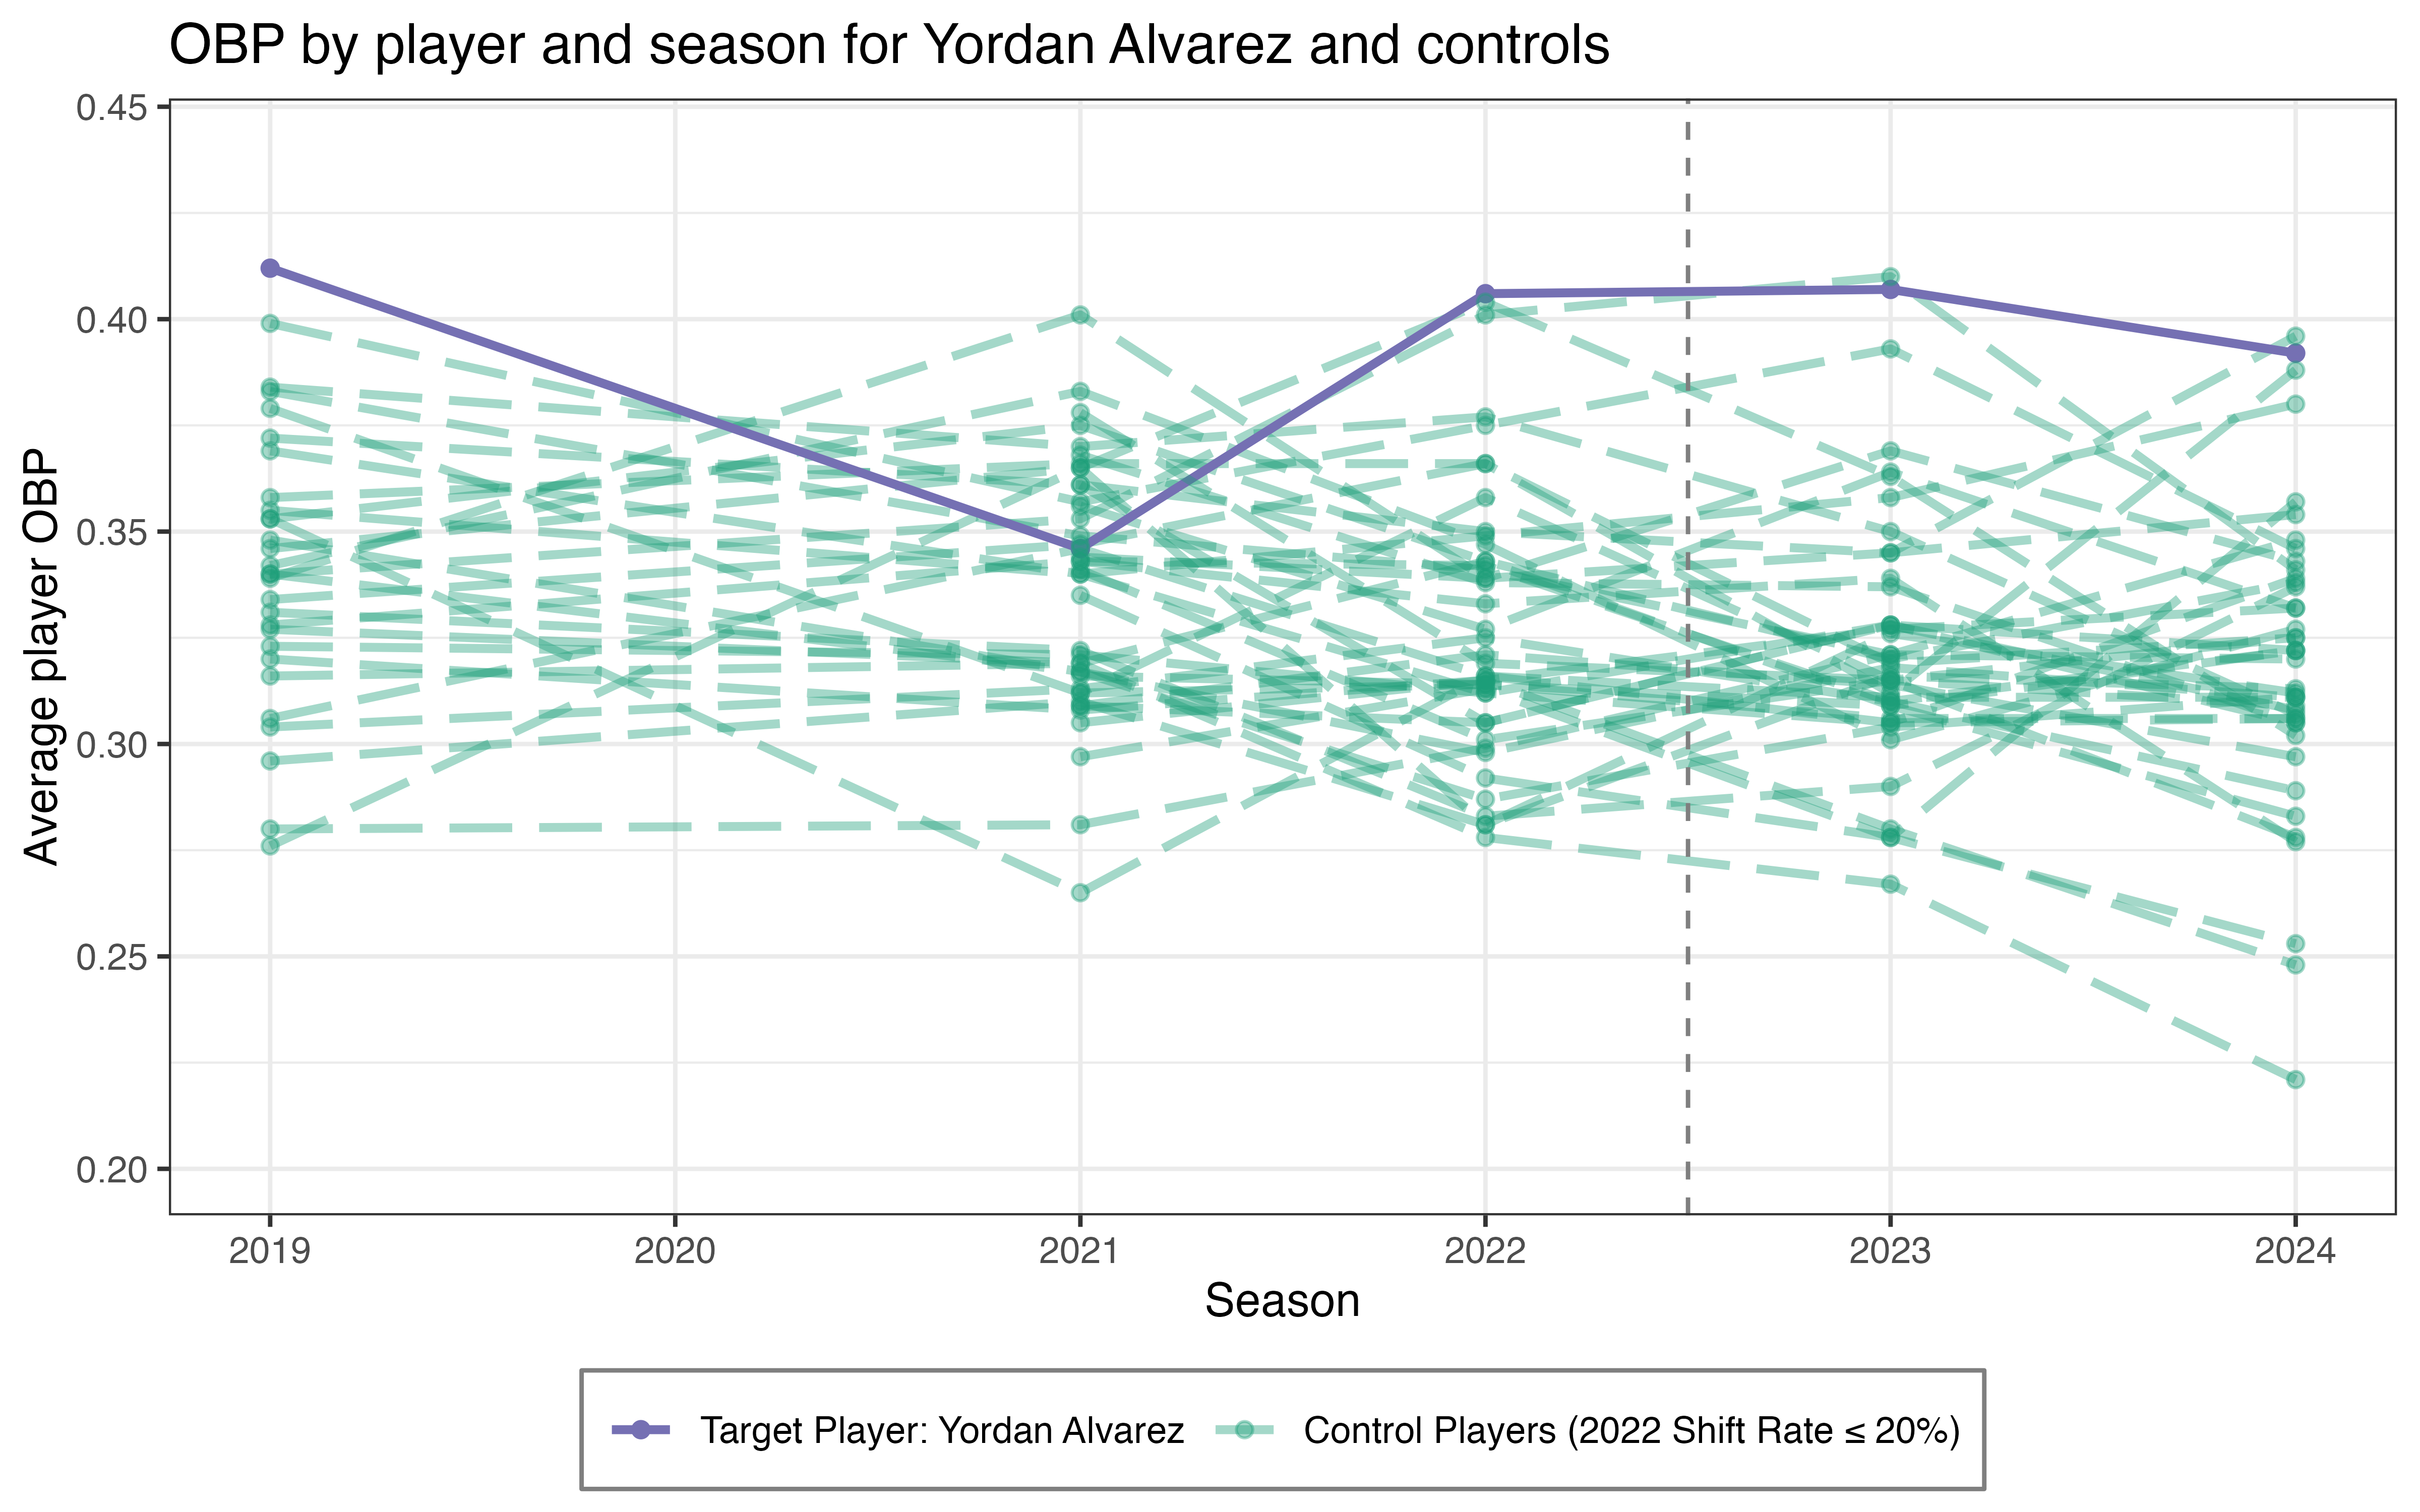 OBP by player and season for Yordan Alvarez and controls
Average player OBP
0.45
0.40
0.35
0.30
0.25
0.20
2019 2020 2021 2022 2023 2024
Season
Target Player: Yordan Alvarez Control Players (2022 Shift Rate ≤ 20%)